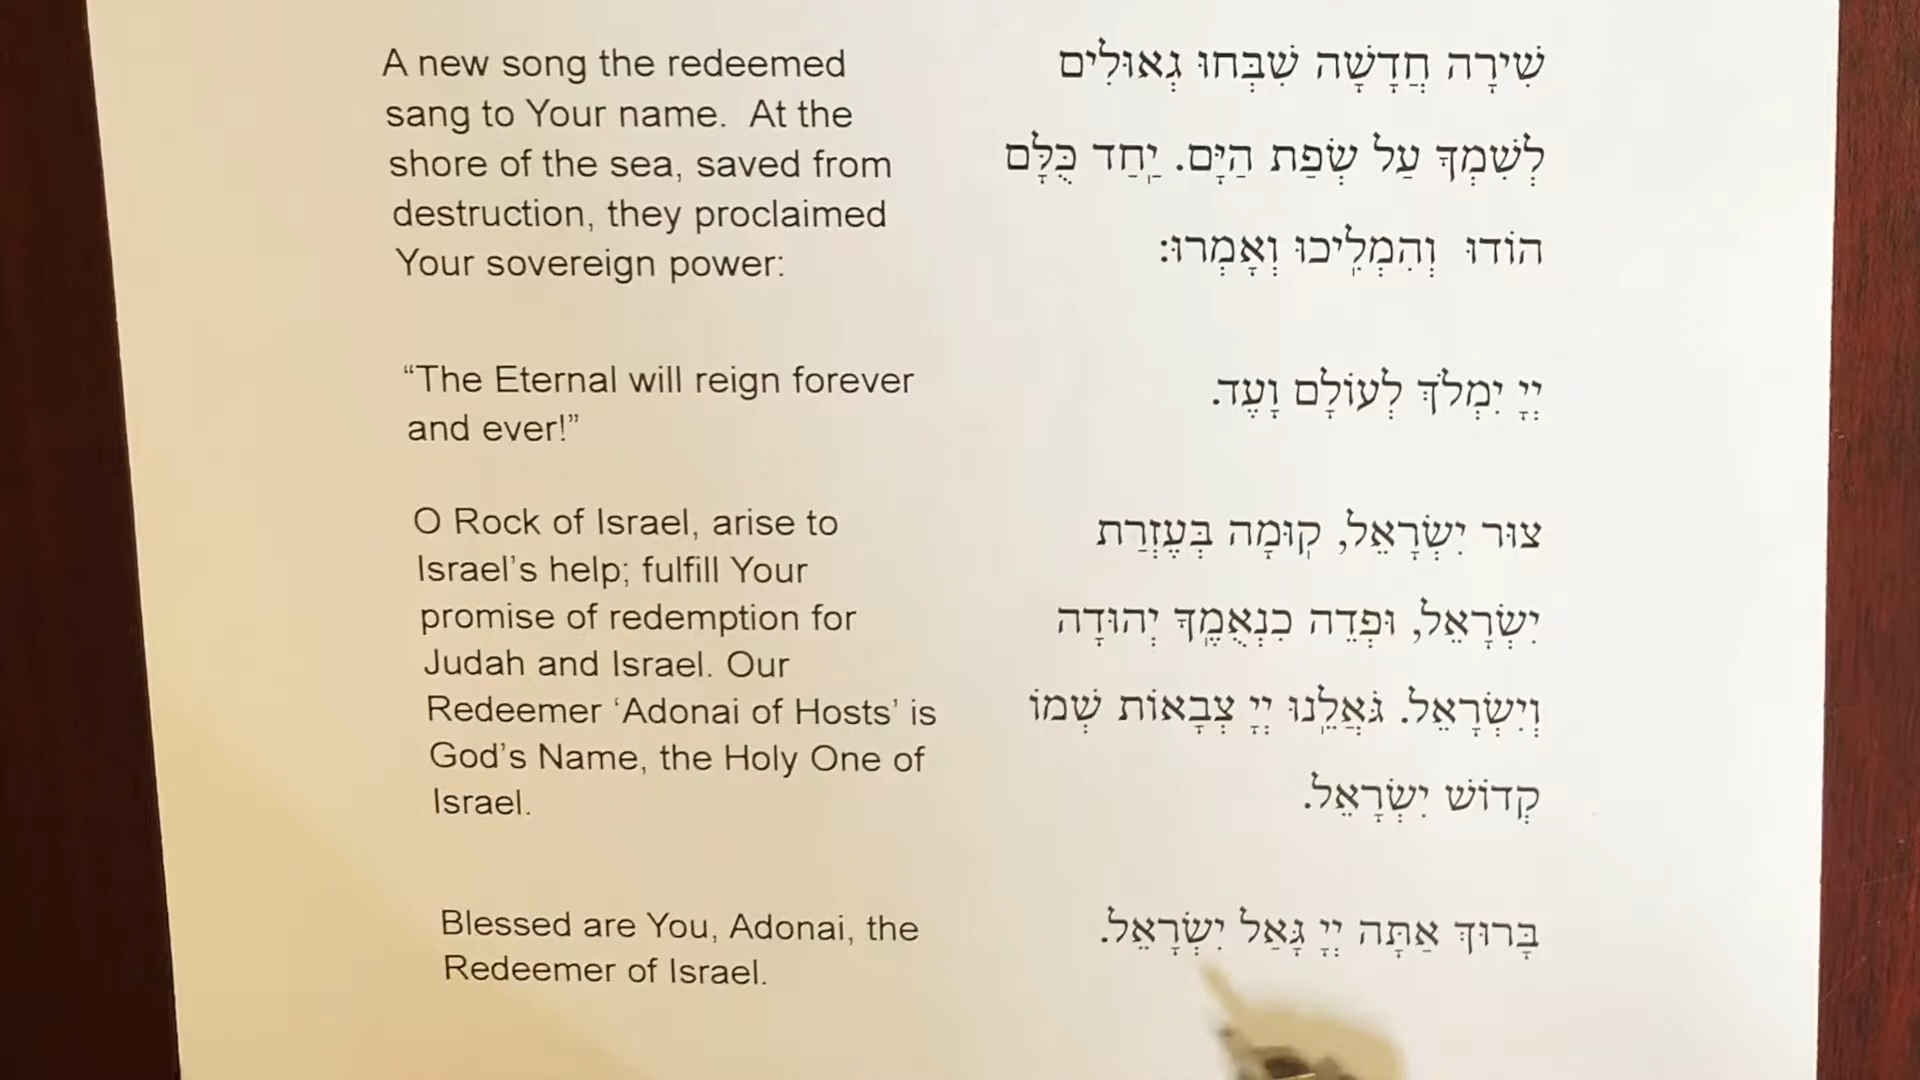 A new song the redeemed
sang to Your name. At the
shore of the sea, saved from
destruction, they proclaimed
Your sovereign power:
“The Eternal will reign forever
and ever!”
O Rock of Israel, arise to
Israel’s help; fulfill Your
promise of redemption for
Judah and Israel. Our
Redeemer ‘Adonai of Hosts’ is
God’s Name, the Holy One of
Israel.
Blessed are You, Adonai, the
Redeemer of Israel.
שִׁירָה חֲדָשָׁה שִׁבְּחוּ גְאוּלִים
לְשִׁמְךָ עַל שְׂפַת הַיָּם. יַֽחַד כֻּלָּם
הוֹדוּ וְהִמְלִֽיכוּ וְאָמְרוּ:
יְיָ יִמְלֹךְ לְעוֹלָם וָעֶד.
צוּר יִשְׂרָאֵל, קֽוּמָה בְּעֶזְרַת
יִשְׂרָאֵל, וּפְדֵה כִנְאֻמֶֽךָ יְהוּדָה
וְיִשְׂרָאֵל. גֹּאֲלֵֽנוּ יְיָ צְבָאוֹת שְׁמוֹ
קְדוֹשׁ יִשְׂרָאֵל.
בָּרוּךְ אַתָּה יְיָ גָּאַל יִשְׂרָאֵל.